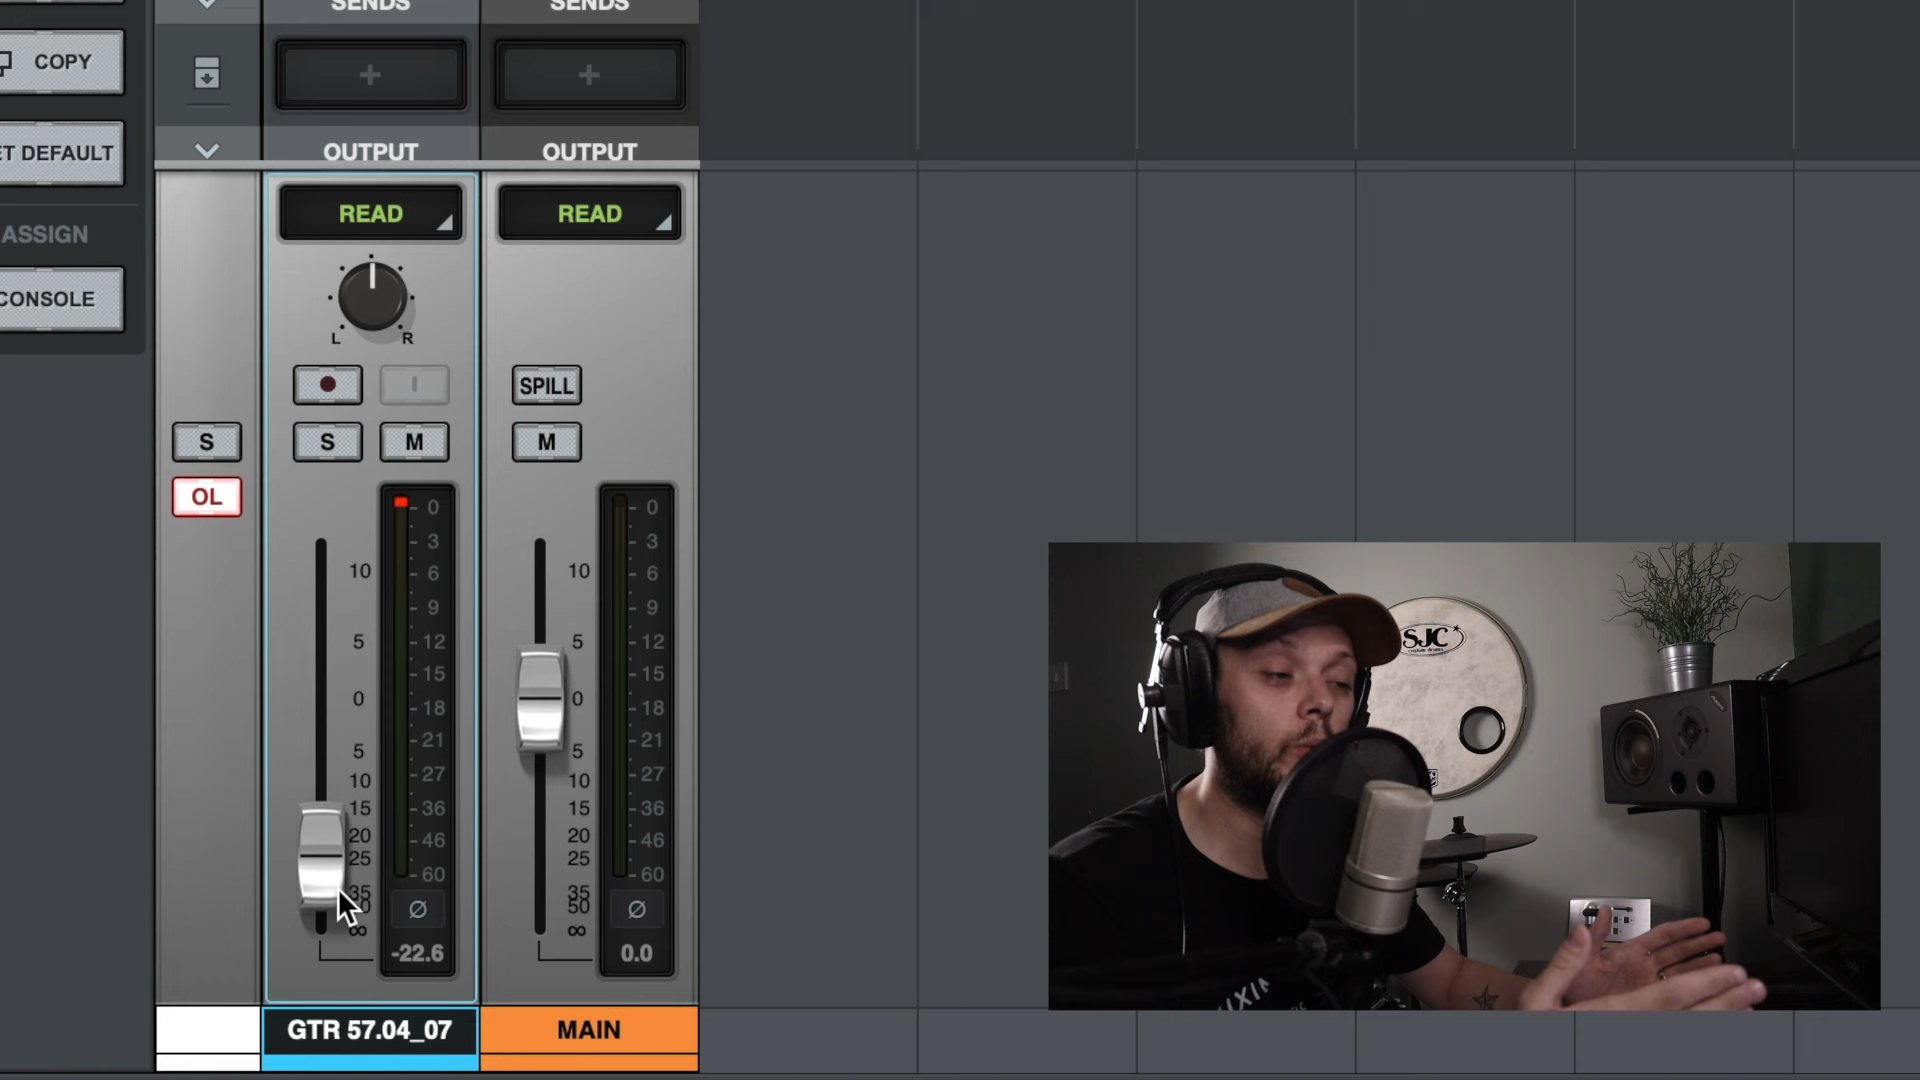 SENDS SENDS
COPY
+ +
ET DEFAULT
OUTPUT OUTPUT
READ READ
ASSIGN
CONSOLE
L R
I SPILL
S S M M
OL
0 0
3 3
10 6 10 6
9 9
5 12 5 12
15 15
0 18 0 18
21 21
5 27 5 27
10 10
15 36 15 36
20 46 20 46
25 60 25 60
35 35
50
∞ Ø ∞ Ø
-22.6 0.0
GTR 57.04_07 MAIN
SJC
custom drums